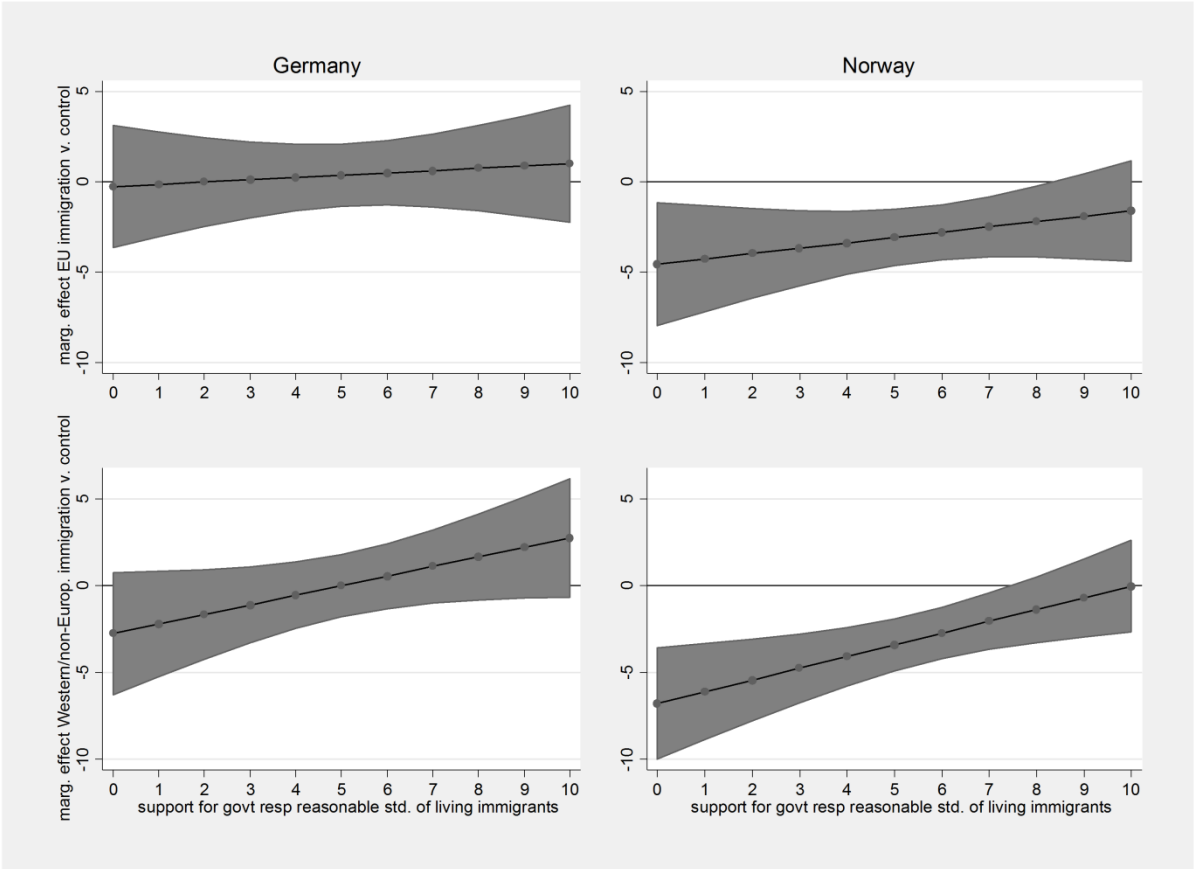 Germany
Norway
marg. effect EU immigration v. control
5
0
-5
-10
0 1 2 3 4 5 6 7 8 9 10
5
0
-5
-10
0 1 2 3 4 5 6 7 8 9 10
marg. effect Western/non-Europ. immigration v. control
5
0
-5
-10
0 1 2 3 4 5 6 7 8 9 10
support for govt resp reasonable std. of living immigrants
5
0
-5
-10
0 1 2 3 4 5 6 7 8 9 10
support for govt resp reasonable std. of living immigrants